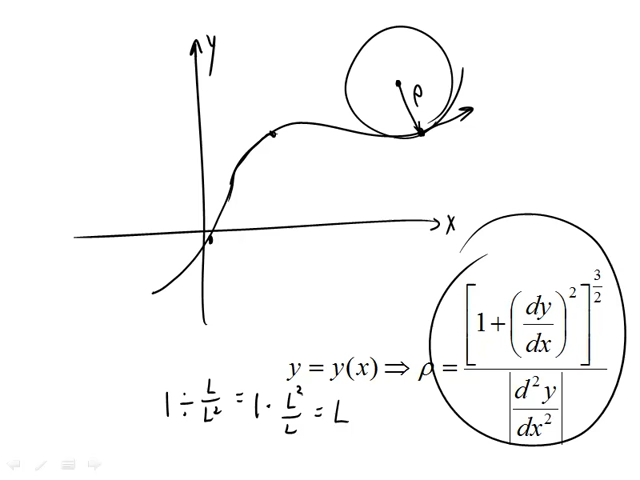 y
ρ
x
y = y(x) ⇒ ρ = [1 + (dy/dx)²]^(3/2) / |d²y/dx²|
1 ÷ L/L² = 1 · L²/L = L